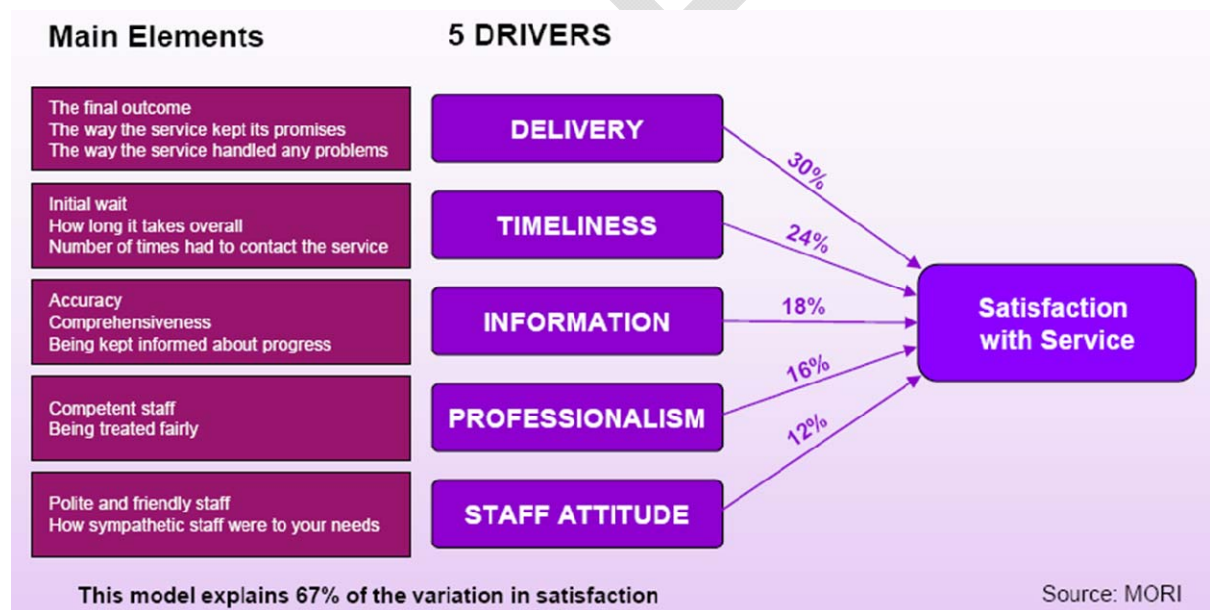 Main Elements
5 DRIVERS
The final outcome
The way the service kept its promises
The way the service handled any problems
DELIVERY
30%
Initial wait
How long it takes overall
Number of times had to contact the service
TIMELINESS
24%
Accuracy
Comprehensiveness
Being kept informed about progress
INFORMATION
18%
Satisfaction
with Service
Competent staff
Being treated fairly
PROFESSIONALISM
16%
Polite and friendly staff
How sympathetic staff were to your needs
STAFF ATTITUDE
12%
This model explains 67% of the variation in satisfaction
Source: MORI